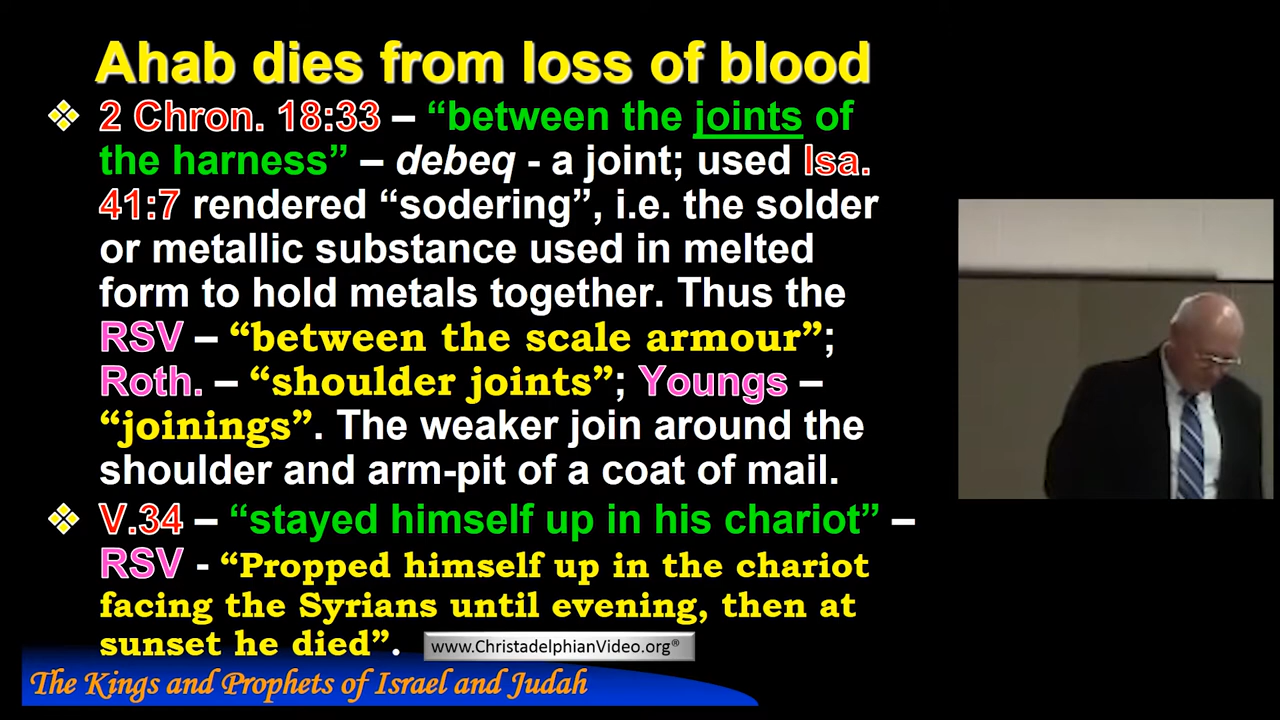 Ahab dies from loss of blood
❖ 2 Chron. 18:33 – “between the joints of
the harness” – debeq - a joint; used Isa.
41:7 rendered “sodering”, i.e. the solder
or metallic substance used in melted
form to hold metals together. Thus the
RSV – “between the scale armour”;
Roth. – “shoulder joints”; Youngs –
“joinings”. The weaker join around the
shoulder and arm-pit of a coat of mail.
❖ V.34 – “stayed himself up in his chariot” –
RSV - “Propped himself up in the chariot
facing the Syrians until evening, then at
sunset he died”.
www.ChristadelphianVideo.org®
The Kings and Prophets of Israel and Judah